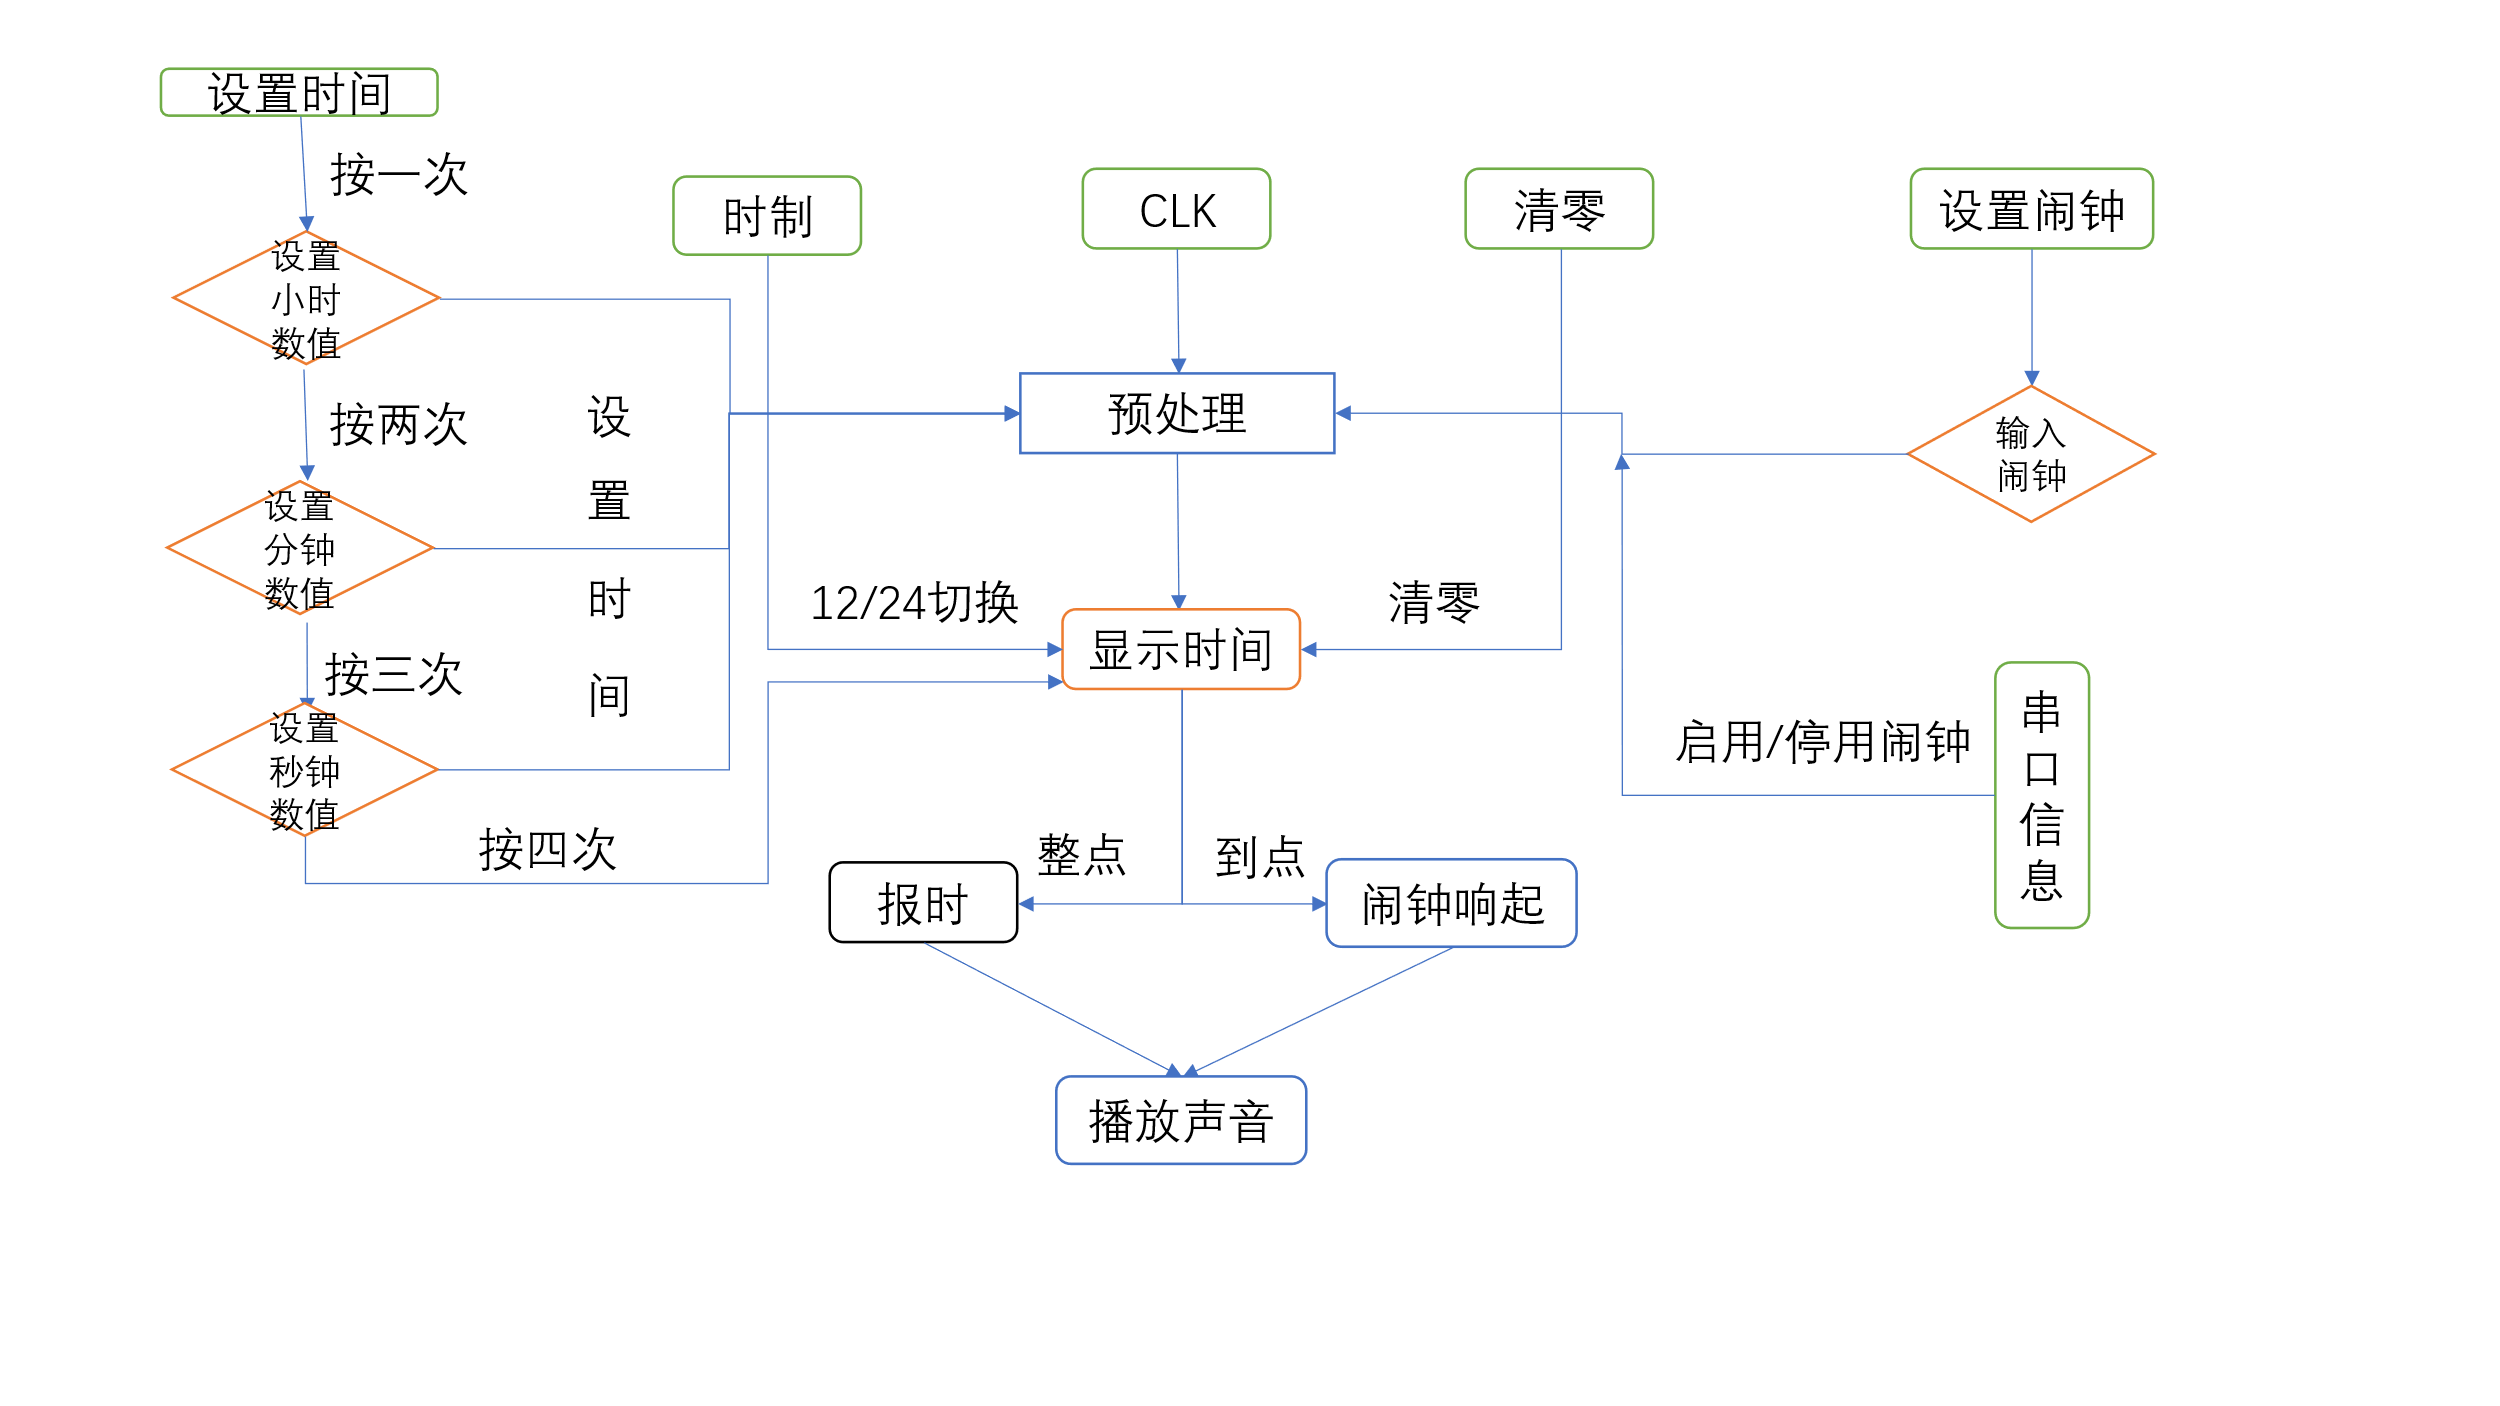 设置时间
按一次
设置
小时
数值
按两次
设置
分钟
数值
按三次
设置
秒钟
数值
按四次
设
置
时
间
时制
CLK
清零
设置闹钟
预处理
输入
闹钟
12/24切换
清零
显示时间
启用/停用闹钟
串
口
信
息
整点
到点
报时
闹钟响起
播放声音